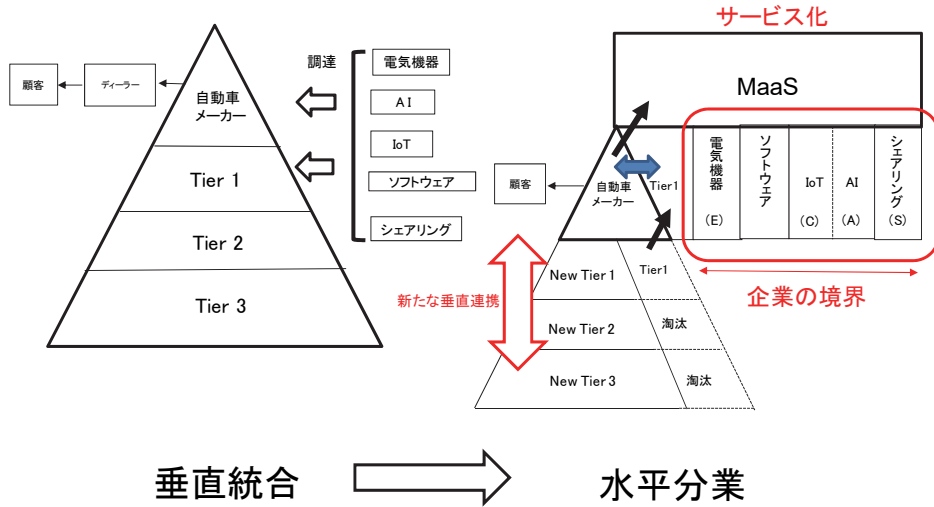 サービス化
調達
電気機器
顧客
ディーラー
自動車
メーカー
AI
IoT
ソフトウェア
シェアリング
Tier 1
Tier 2
Tier 3
MaaS
顧客
自動車
メーカー
Tier1
電気機器
(E)
ソフトウェア
IoT
(C)
AI
(A)
シェアリング
(S)
企業の境界
新たな垂直連携
New Tier 1
Tier1
New Tier 2
淘汰
New Tier 3
淘汰
垂直統合
水平分業